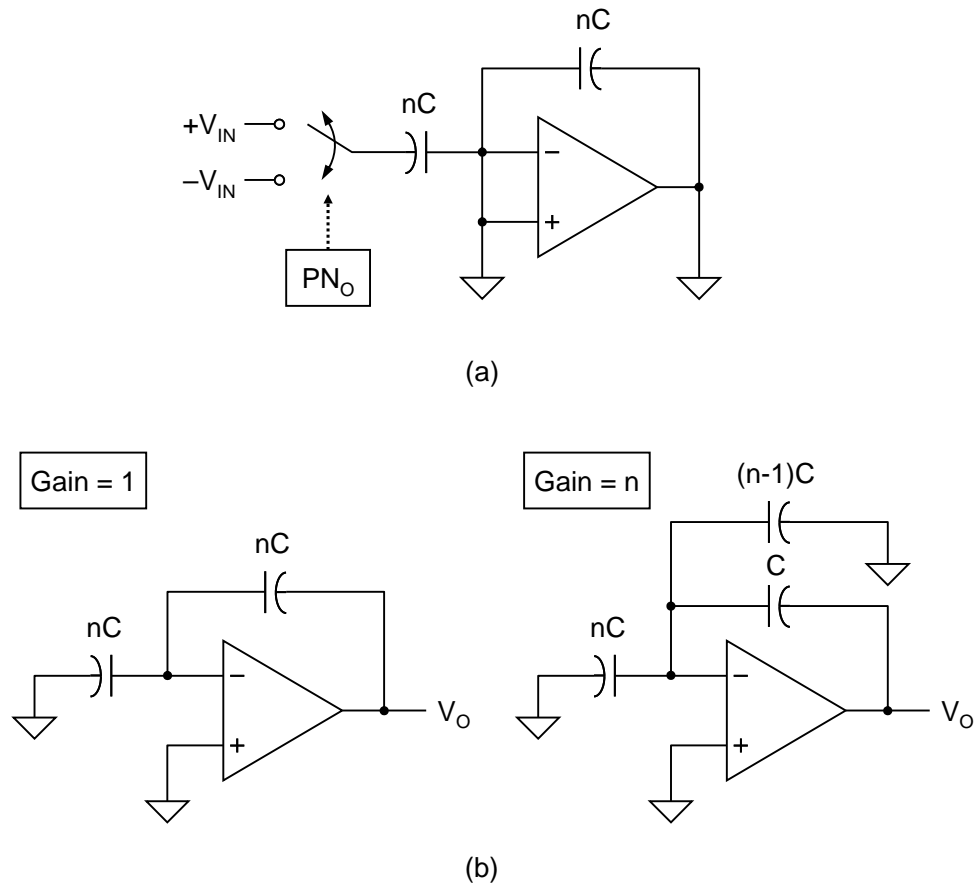 nC
nC
+V_IN
–V_IN
−
+
PN_O
(a)
Gain = 1
Gain = n
(n-1)C
nC
C
nC
nC
−
−
V_O
V_O
+
+
(b)